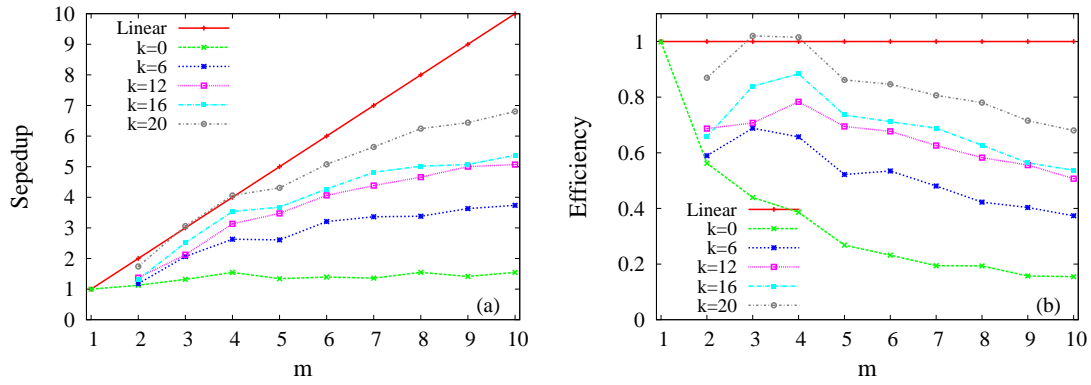 Sepedup
10
9
8
7
6
5
4
3
2
1
0
Linear
k=0
k=6
k=12
k=16
k=20
(a)
1 2 3 4 5 6 7 8 9 10
m
Efficiency
1
0.8
0.6
0.4
0.2
0
Linear
k=0
k=6
k=12
k=16
k=20
(b)
1 2 3 4 5 6 7 8 9 10
m